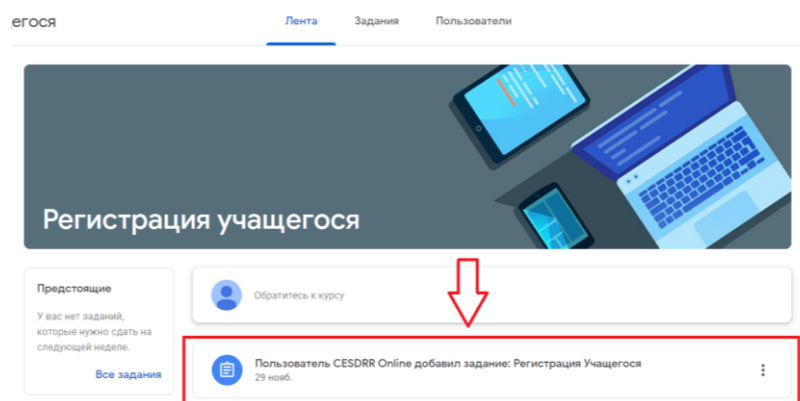 егося
Лента
Задания
Пользователи
Регистрация учащегося
Предстоящие
У вас нет заданий,
которые нужно сдать на
следующей неделе.
Все задания
Обратитесь к курсу
Пользователь CESDRR Online добавил задание: Регистрация Учащегося
29 нояб.